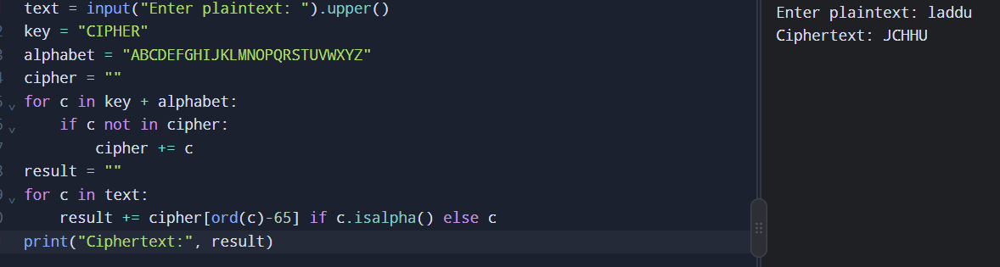 text = input("Enter plaintext: ").upper()
key = "CIPHER"
alphabet = "ABCDEFGHIJKLMNOPQRSTUVWXYZ"
cipher = ""
for c in key + alphabet:
    if c not in cipher:
        cipher += c
result = ""
for c in text:
    result += cipher[ord(c)-65] if c.isalpha() else c
print("Ciphertext:", result)
Enter plaintext: laddu
Ciphertext: JCHHU